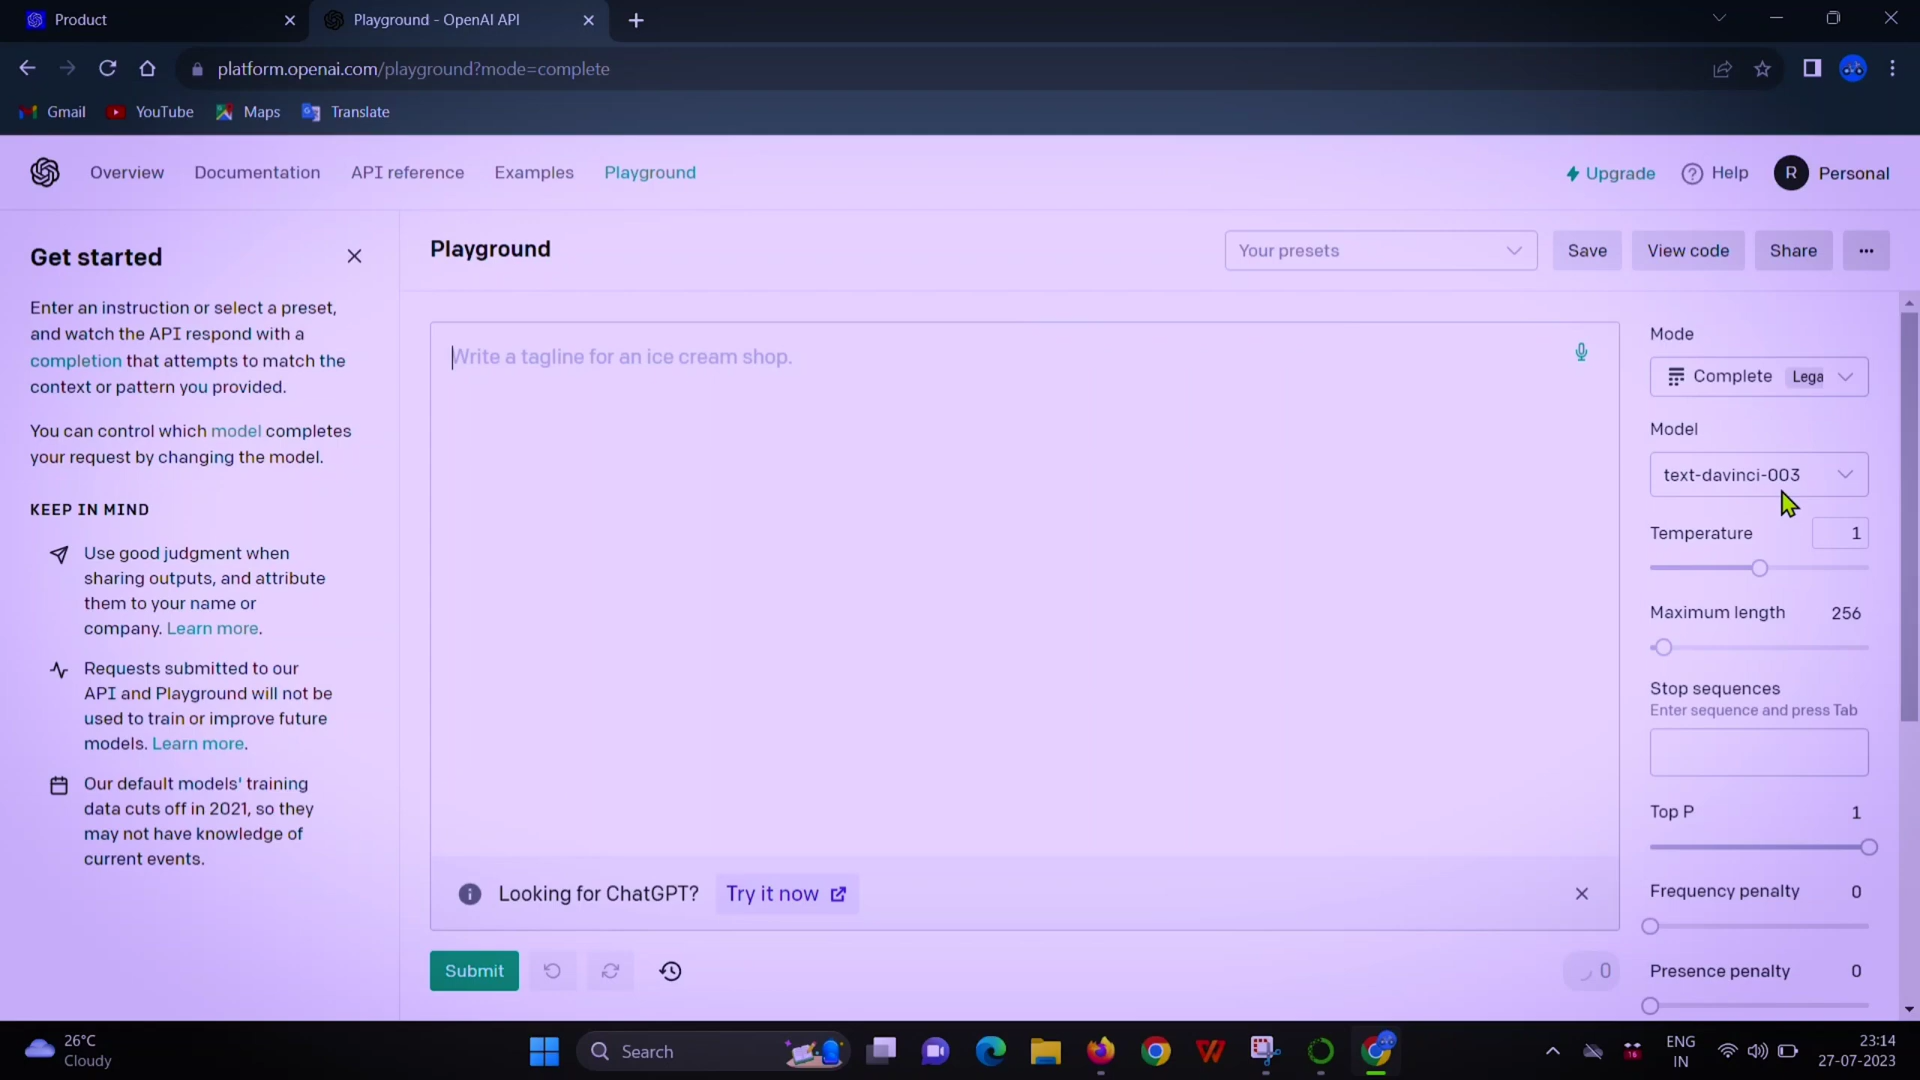 Product
Playground - OpenAI API
platform.openai.com/playground?mode=complete
Gmail
YouTube
Maps
Translate
Overview
Documentation
API reference
Examples
Playground
Upgrade
Help
R
Personal
Get started
Enter an instruction or select a preset,
and watch the API respond with a
completion that attempts to match the
context or pattern you provided.
You can control which model completes
your request by changing the model.
KEEP IN MIND
Use good judgment when
sharing outputs, and attribute
them to your name or
company. Learn more.
Requests submitted to our
API and Playground will not be
used to train or improve future
models. Learn more.
Our default models' training
data cuts off in 2021, so they
may not have knowledge of
current events.
Playground
Your presets
Save
View code
Share
Write a tagline for an ice cream shop.
Looking for ChatGPT?
Try it now
Submit
0
Mode
Complete
Lega
Model
text-davinci-003
Temperature
1
Maximum length
256
Stop sequences
Enter sequence and press Tab
Top P
1
Frequency penalty
0
Presence penalty
0
26°C
Cloudy
Search
16
ENG
IN
23:14
27-07-2023